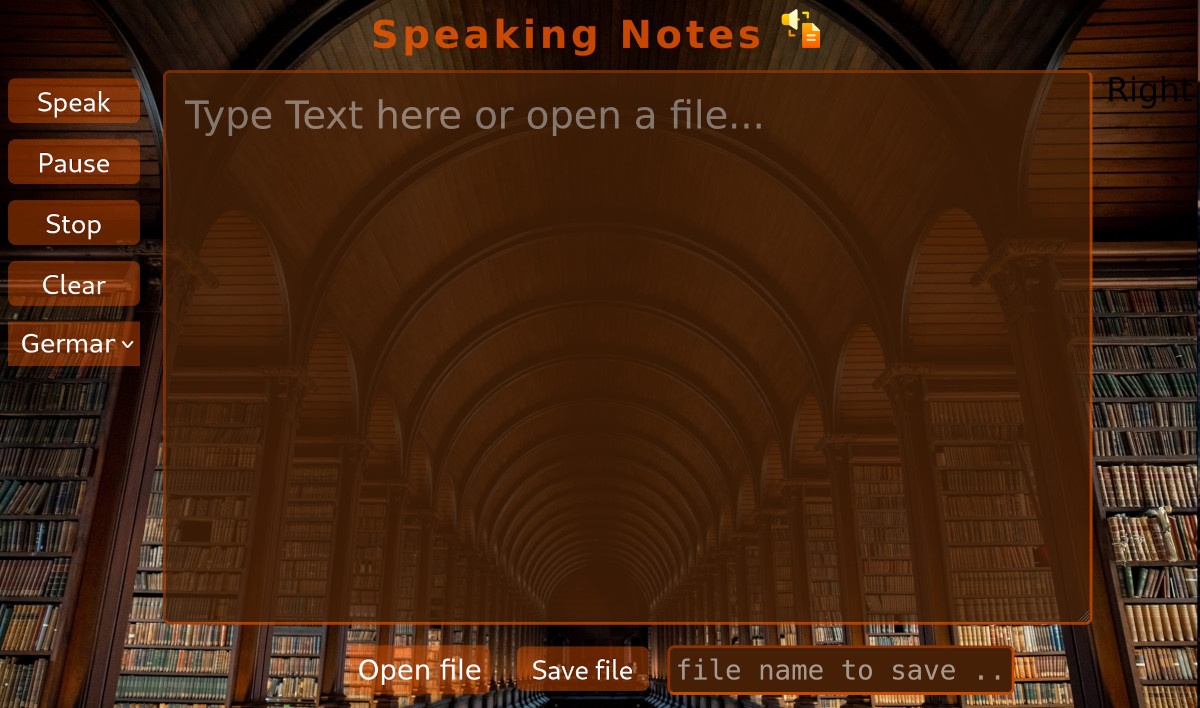 Speaking Notes
Speak
Pause
Stop
Clear
Germar
Type Text here or open a file...
Right
Open file
Save file
file name to save ..